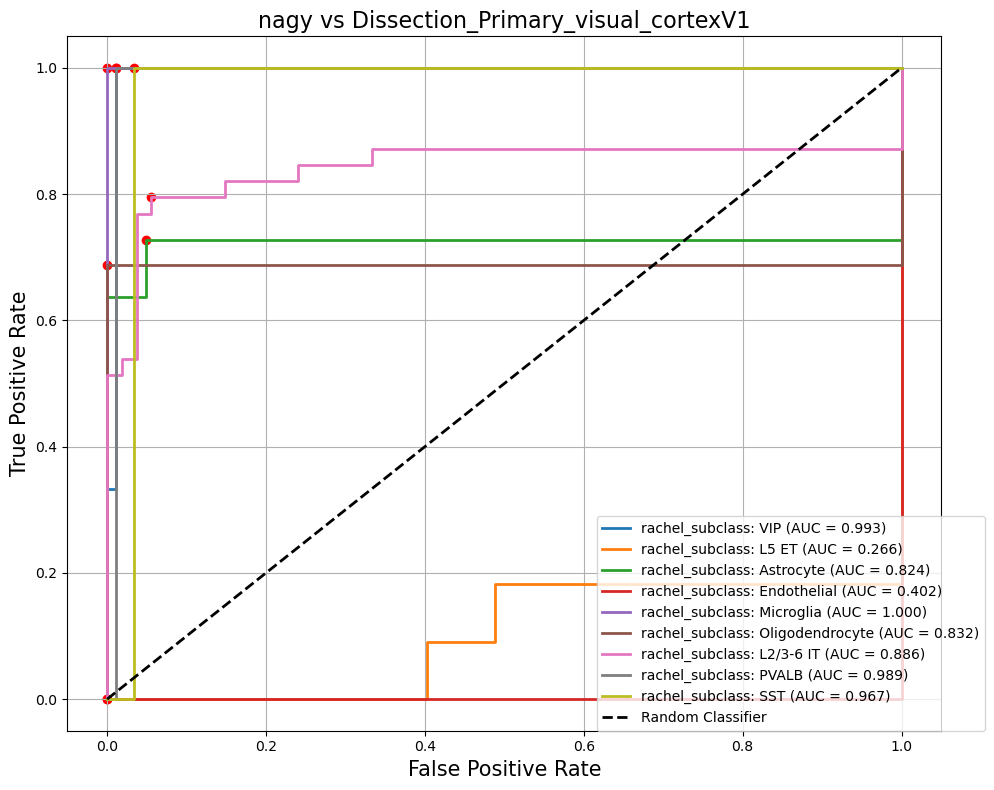 nagy vs Dissection_Primary_visual_cortexV1
True Positive Rate
1.0
0.8
0.6
0.4
0.2
0.0
rachel_subclass: VIP (AUC = 0.993)
rachel_subclass: L5 ET (AUC = 0.266)
rachel_subclass: Astrocyte (AUC = 0.824)
rachel_subclass: Endothelial (AUC = 0.402)
rachel_subclass: Microglia (AUC = 1.000)
rachel_subclass: Oligodendrocyte (AUC = 0.832)
rachel_subclass: L2/3-6 IT (AUC = 0.886)
rachel_subclass: PVALB (AUC = 0.989)
rachel_subclass: SST (AUC = 0.967)
Random Classifier
0.0 0.2 0.4 0.6 0.8 1.0
False Positive Rate